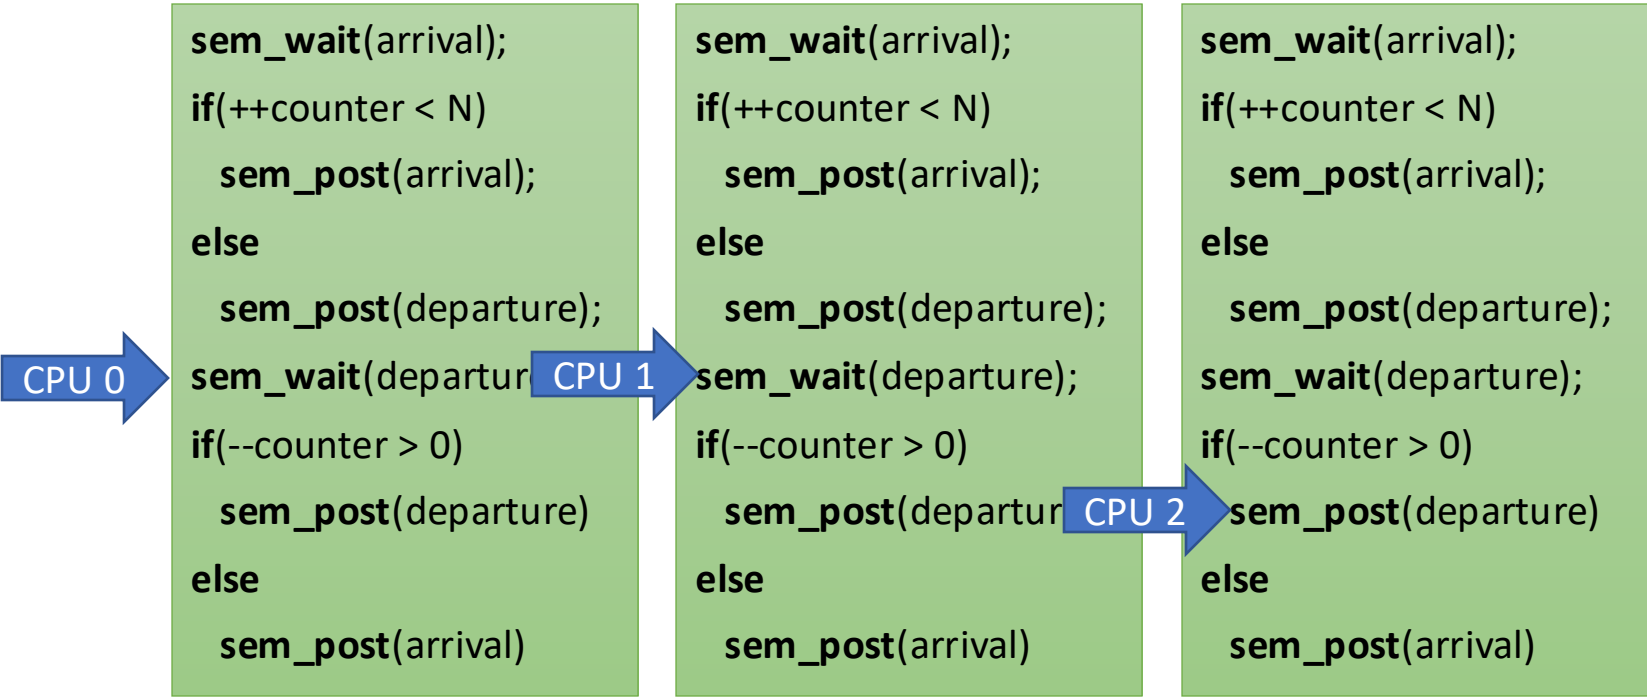 sem_wait(arrival);
if(++counter < N)
sem_post(arrival);
else
sem_post(departure);
CPU 0
sem_wait(departur
if(--counter > 0)
sem_post(departure)
else
sem_post(arrival)
sem_wait(arrival);
if(++counter < N)
sem_post(arrival);
else
sem_post(departure);
CPU 1
sem_wait(departure);
if(--counter > 0)
sem_post(departur
else
sem_post(arrival)
sem_wait(arrival);
if(++counter < N)
sem_post(arrival);
else
sem_post(departure);
sem_wait(departure);
if(--counter > 0)
CPU 2
sem_post(departure)
else
sem_post(arrival)